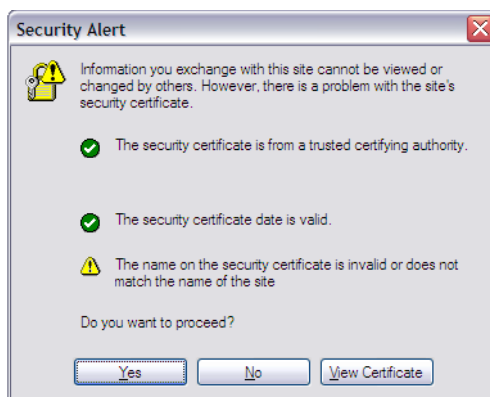 Security Alert
Information you exchange with this site cannot be viewed or
changed by others. However, there is a problem with the site's
security certificate.
The security certificate is from a trusted certifying authority.
The security certificate date is valid.
The name on the security certificate is invalid or does not
match the name of the site
Do you want to proceed?
Yes No View Certificate